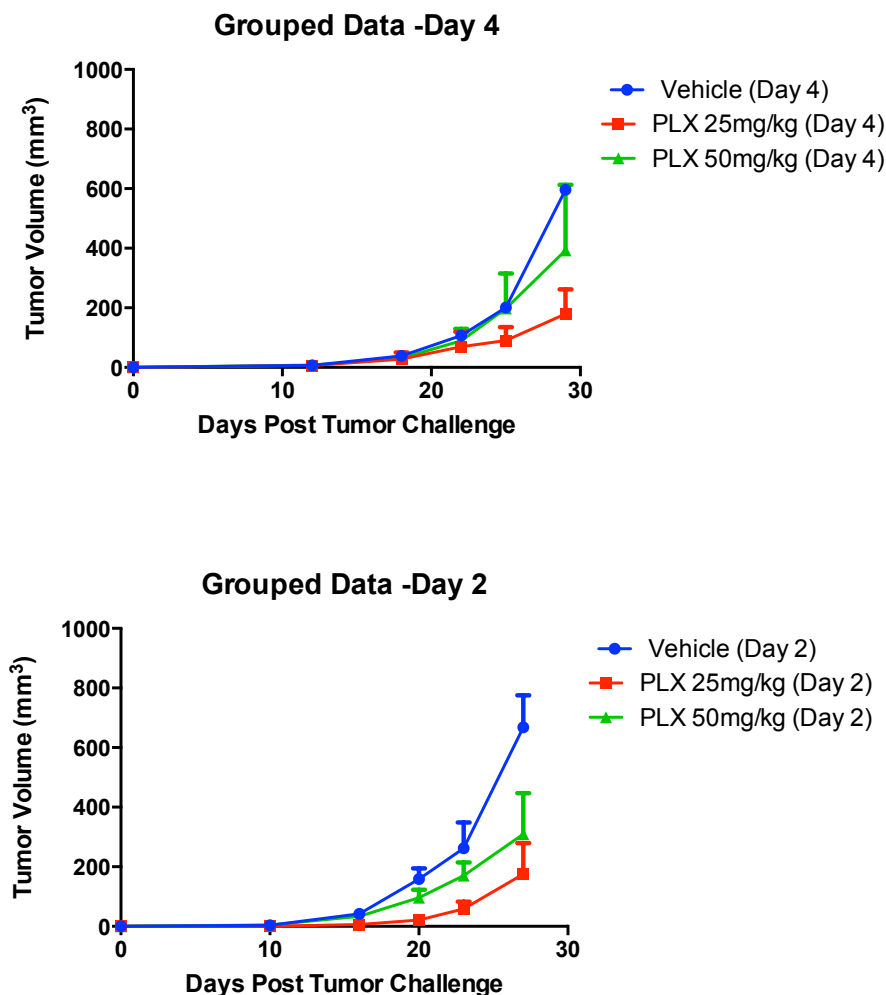 Grouped Data -Day 4
1000
800
600
400
200
0
Tumor Volume (mm³)
0 10 20 30
Days Post Tumor Challenge
Vehicle (Day 4)
PLX 25mg/kg (Day 4)
PLX 50mg/kg (Day 4)
Grouped Data -Day 2
1000
800
600
400
200
0
Tumor Volume (mm³)
0 10 20 30
Days Post Tumor Challenge
Vehicle (Day 2)
PLX 25mg/kg (Day 2)
PLX 50mg/kg (Day 2)